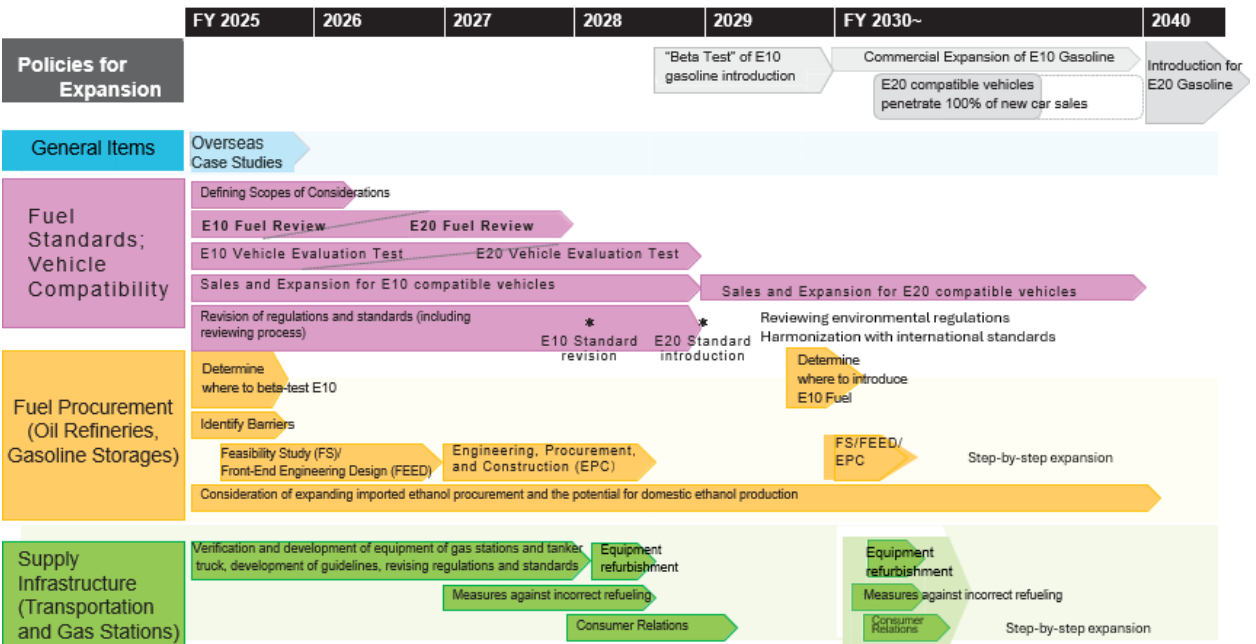 FY 2025 2026 2027 2028 2029 FY 2030~ 2040
Policies for
Expansion
"Beta Test" of E10
gasoline introduction
Commercial Expansion of E10 Gasoline
E20 compatible vehicles
penetrate 100% of new car sales
Introduction for
E20 Gasoline
General Items
Overseas
Case Studies
Fuel
Standards;
Vehicle
Compatibility
Defining Scopes of Considerations
E10 Fuel Review E20 Fuel Review
E10 Vehicle Evaluation Test E20 Vehicle Evaluation Test
Sales and Expansion for E10 compatible vehicles
Sales and Expansion for E20 compatible vehicles
Revision of regulations and standards (including
reviewing process)
*
E10 Standard
revision
*
E20 Standard
introduction
Reviewing environmental regulations
Harmonization with international standards
Fuel Procurement
(Oil Refineries,
Gasoline Storages)
Determine
where to beta-test E10
Determine
where to introduce
E10 Fuel
Identify Barriers
Feasibility Study (FS)/
Front-End Engineering Design (FEED)
Engineering, Procurement,
and Construction (EPC)
FS/FEED/
EPC
Step-by-step expansion
Consideration of expanding imported ethanol procurement and the potential for domestic ethanol production
Supply
Infrastructure
(Transportation
and Gas Stations)
Verification and development of equipment of gas stations and tanker
truck, development of guidelines, revising regulations and standards
Equipment
refurbishment
Equipment
refurbishment
Measures against incorrect refueling
Measures against incorrect refueling
Consumer Relations
Consumer
Relations
Step-by-step expansion